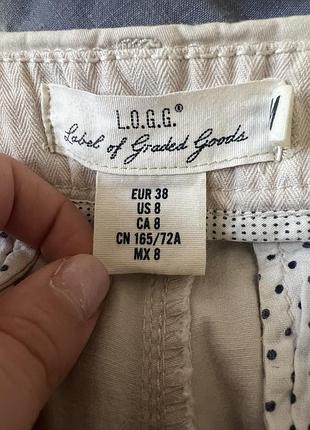 L.O.G.G.®
Label of Graded Goods
EUR 38
US 8
CA 8
CN 165/72A
MX 8